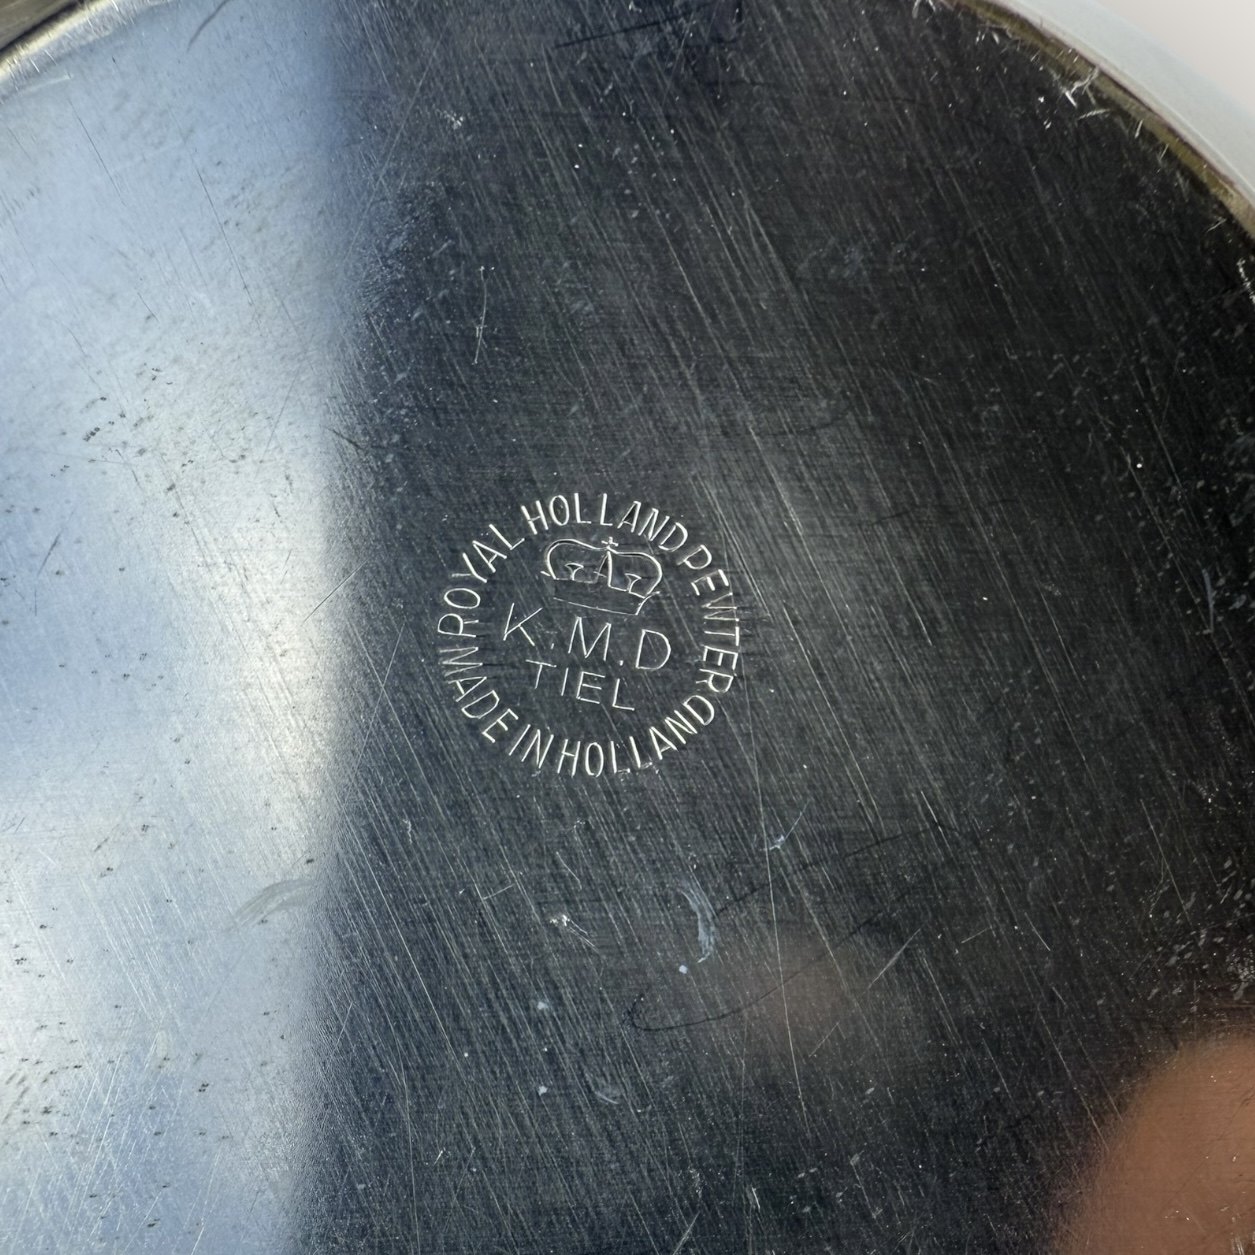 ROYAL HOLLAND PEWTER
K.M.D
TIEL
MADE IN HOLLAND